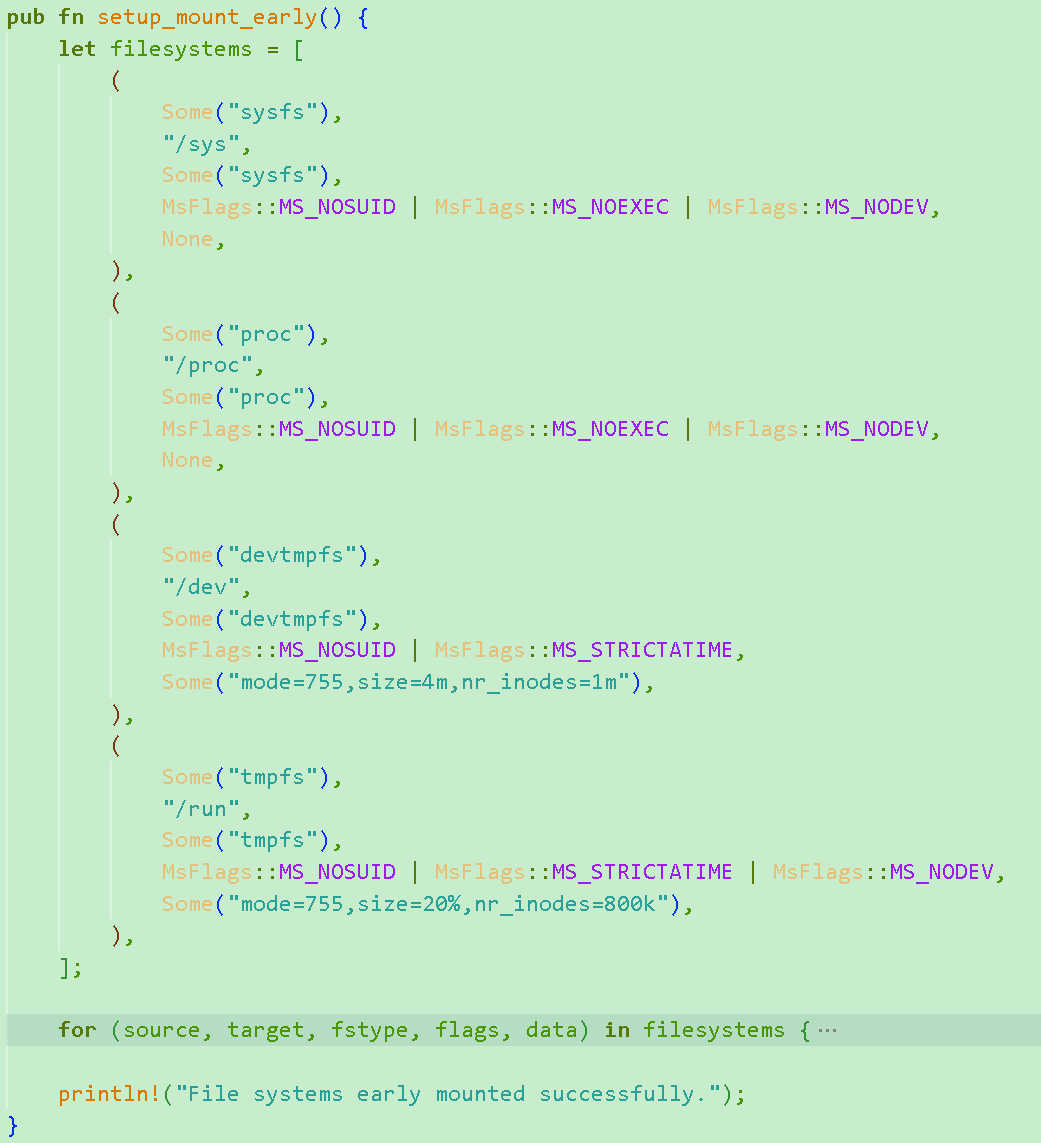 pub fn setup_mount_early() {
    let filesystems = [
        (
            Some("sysfs"),
            "/sys",
            Some("sysfs"),
            MsFlags::MS_NOSUID | MsFlags::MS_NOEXEC | MsFlags::MS_NODEV,
            None,
        ),
        (
            Some("proc"),
            "/proc",
            Some("proc"),
            MsFlags::MS_NOSUID | MsFlags::MS_NOEXEC | MsFlags::MS_NODEV,
            None,
        ),
        (
            Some("devtmpfs"),
            "/dev",
            Some("devtmpfs"),
            MsFlags::MS_NOSUID | MsFlags::MS_STRICTATIME,
            Some("mode=755,size=4m,nr_inodes=1m"),
        ),
        (
            Some("tmpfs"),
            "/run",
            Some("tmpfs"),
            MsFlags::MS_NOSUID | MsFlags::MS_STRICTATIME | MsFlags::MS_NODEV,
            Some("mode=755,size=20%,nr_inodes=800k"),
        ),
    ];
    for (source, target, fstype, flags, data) in filesystems {⋯
    println!("File systems early mounted successfully.");
}